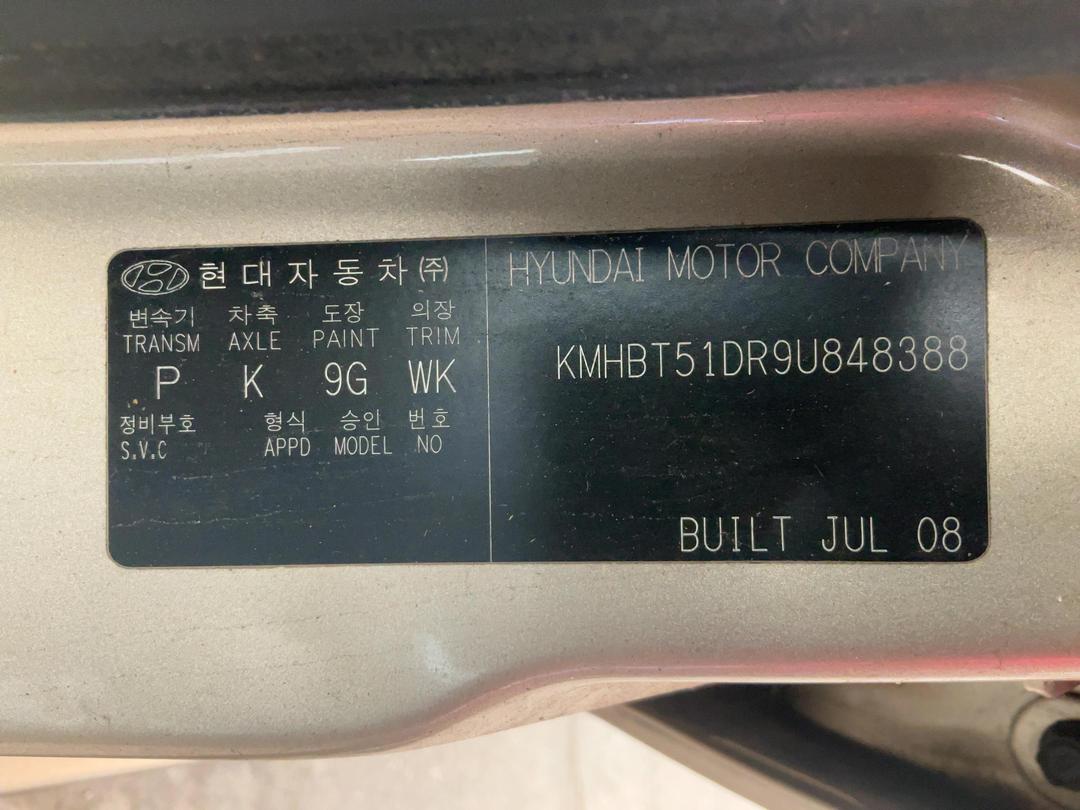 현대자동차 ㈜
변속기 차축 도장 의장
TRANSM AXLE PAINT TRIM
P K 9G WK
정비부호 형식 승인 번호
S.V.C APPD MODEL NO
HYUNDAI MOTOR COMPANY
KMHBT51DR9U848388
BUILT JUL 08